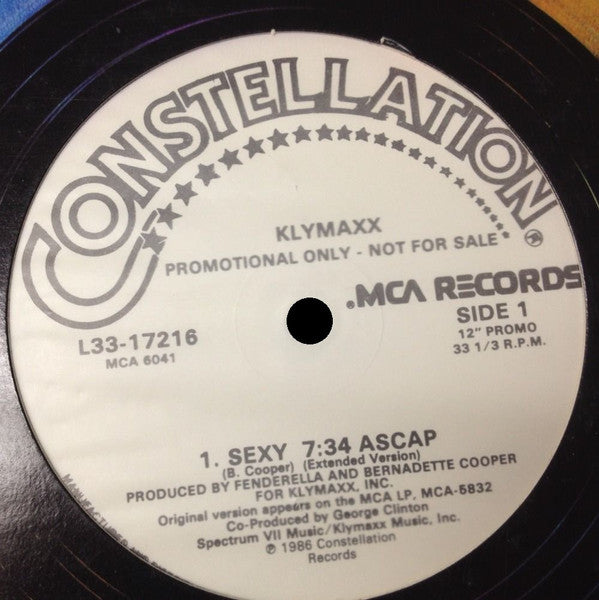 CONSTELLATION
KLYMAXX
PROMOTIONAL ONLY - NOT FOR SALE
.MCA RECORDS
L33-17216
MCA 6041
SIDE 1
12" PROMO
33 1/3 R.P.M.
1. SEXY 7:34 ASCAP
(B. Cooper) (Extended Version)
PRODUCED BY FENDERELLA AND BERNADETTE COOPER
FOR KLYMAXX, INC.
Original version appears on the MCA LP, MCA-5832
Co-Produced by George Clinton
Spectrum VII Music/Klymaxx Music, Inc.
℗ 1986 Constellation
Records
MANUFACTURED AND